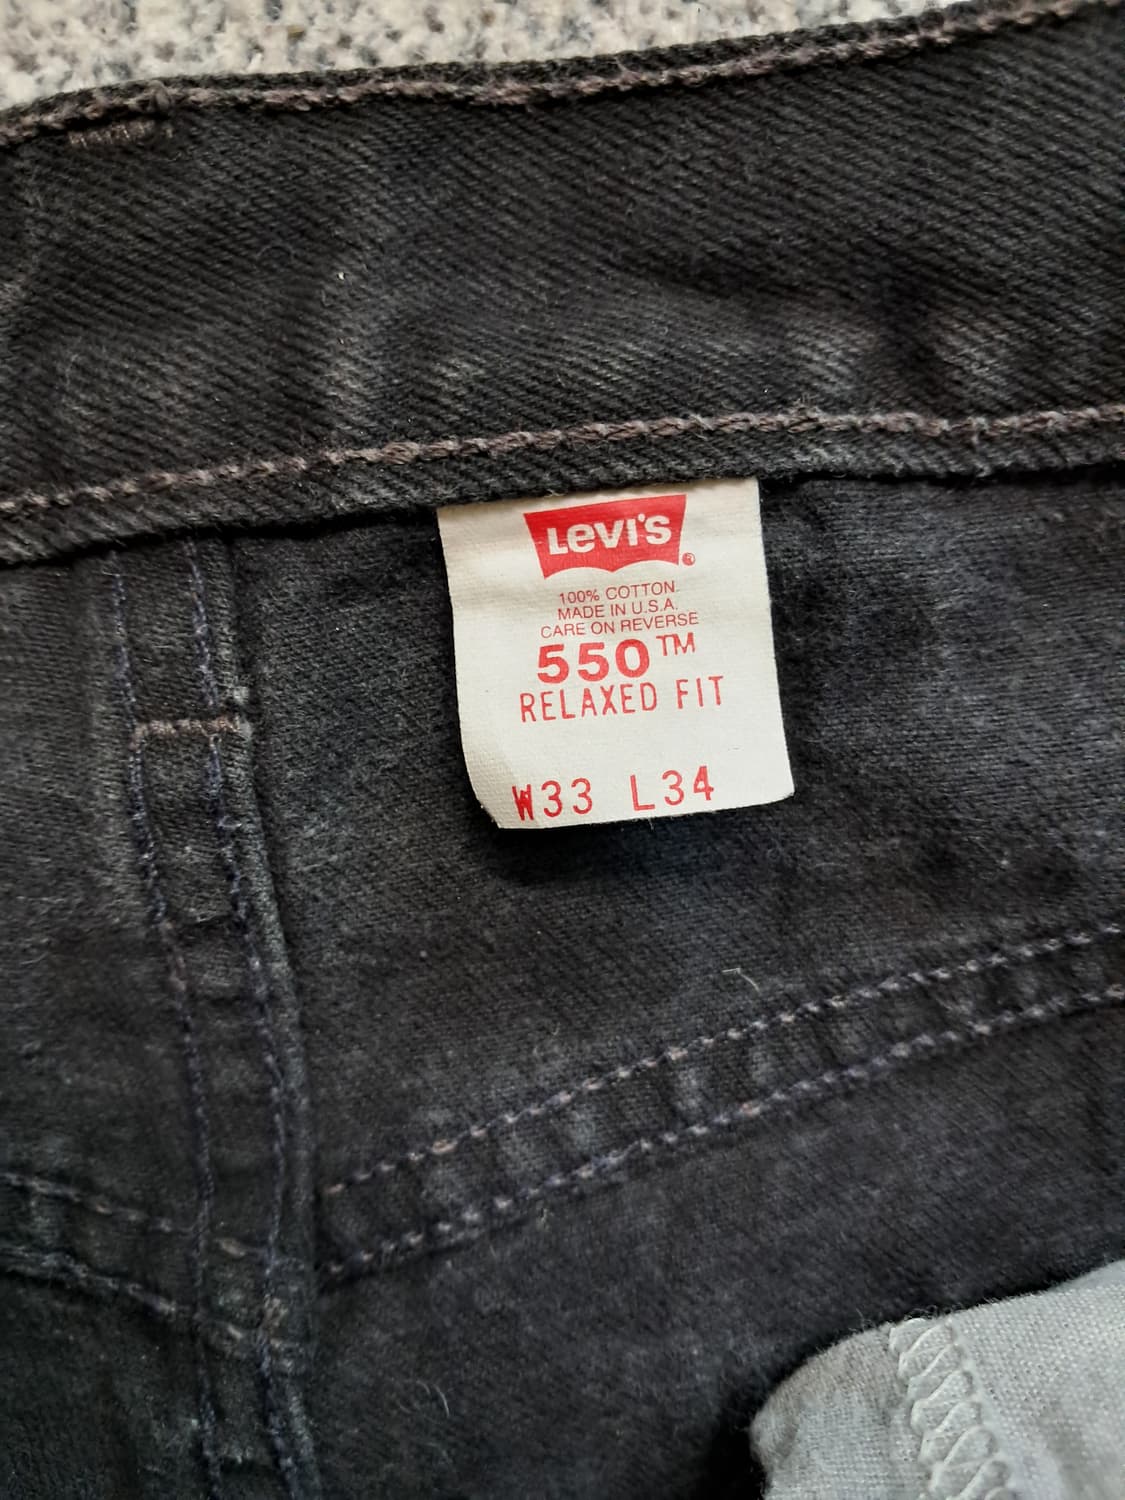 LEVI'S®
100% COTTON
MADE IN U.S.A.
CARE ON REVERSE
550™
RELAXED FIT
W33 L34